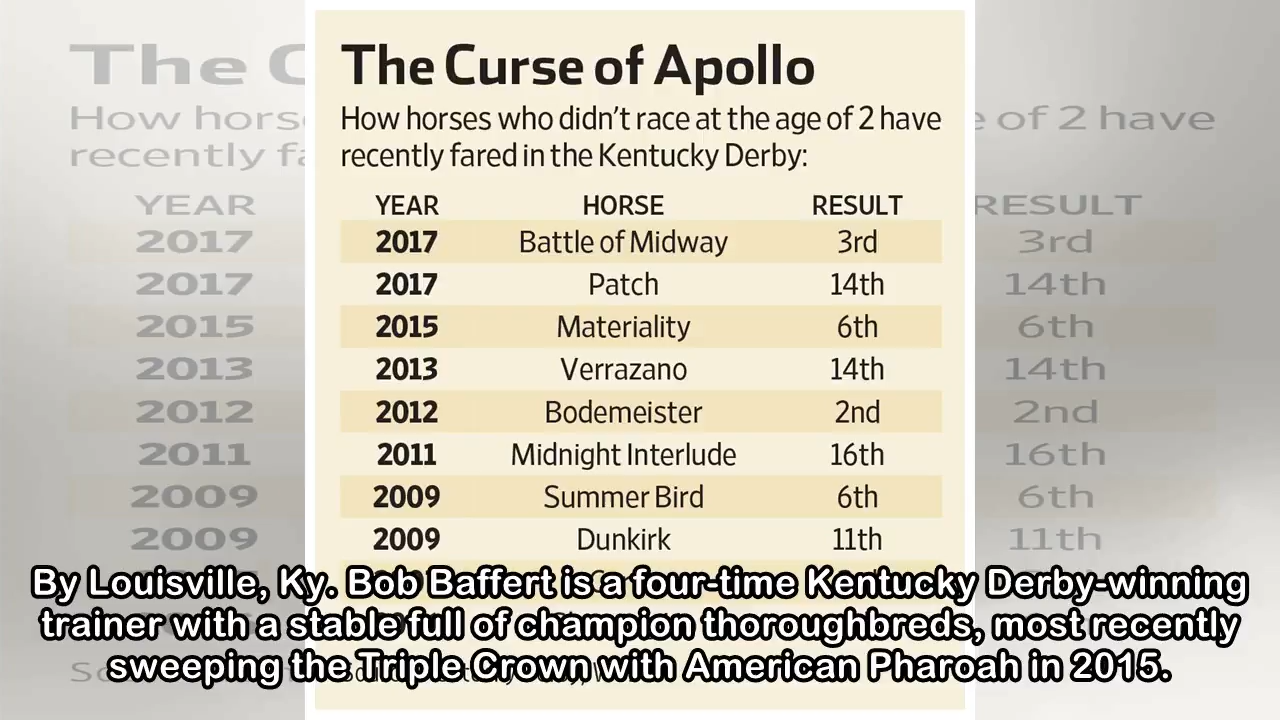 The Curse of Apollo
How horses who didn't race at the age of 2 have
recently fared in the Kentucky Derby:
YEAR HORSE RESULT
2017 Battle of Midway 3rd
2017 Patch 14th
2015 Materiality 6th
2013 Verrazano 14th
2012 Bodemeister 2nd
2011 Midnight Interlude 16th
2009 Summer Bird 6th
2009 Dunkirk 11th
By Louisville, Ky. Bob Baffert is a four-time Kentucky Derby-winning
trainer with a stable full of champion thoroughbreds, most recently
sweeping the Triple Crown with American Pharoah in 2015.